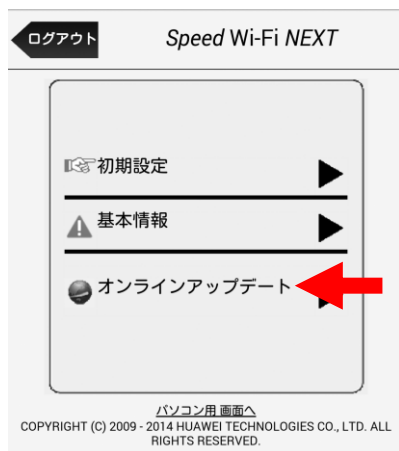 ログアウト
Speed Wi-Fi NEXT
初期設定
基本情報
オンラインアップデート
パソコン用 画面へ
COPYRIGHT (C) 2009 - 2014 HUAWEI TECHNOLOGIES CO., LTD. ALL
RIGHTS RESERVED.